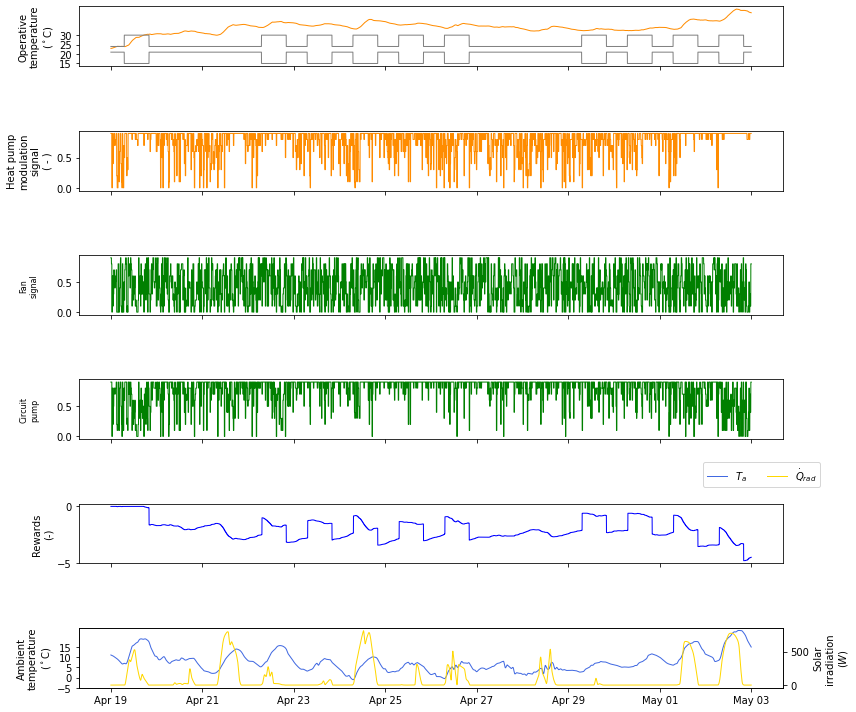 Operative
temperature
(°C)
30
25
20
15
Heat pump
modulation
signal
( - )
0.5
0.0
Fan
signal
0.5
0.0
Circuit
pump
0.5
0.0
T_a
Q̇_rad
Rewards
(-)
0
−5
Ambient
temperature
(°C)
15
10
5
0
−5
500
0
Solar
irradiation
(W)
Apr 19 Apr 21 Apr 23 Apr 25 Apr 27 Apr 29 May 01 May 03